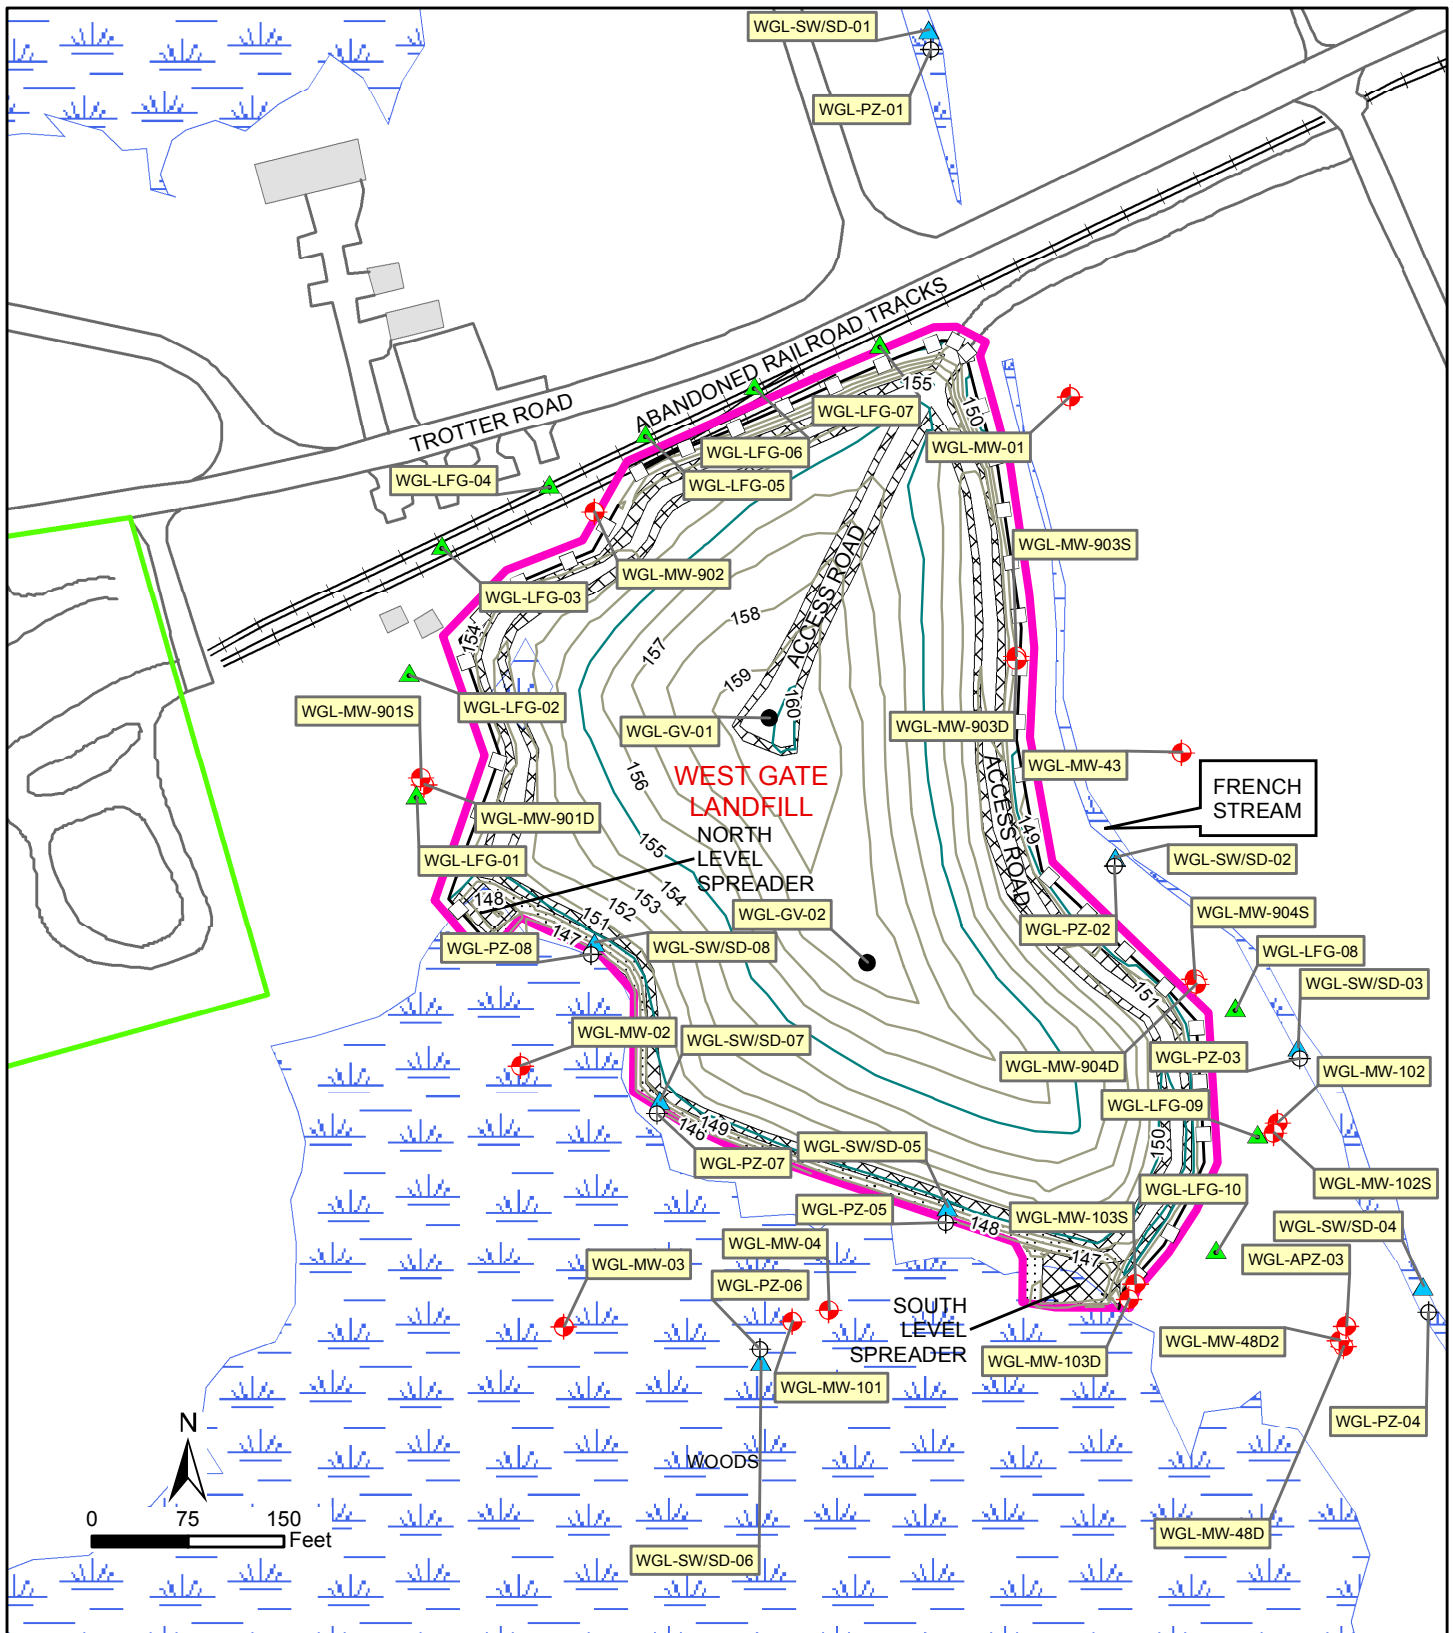 WGL-SW/SD-01
WGL-PZ-01
ABANDONED RAILROAD TRACKS
TROTTER ROAD
155
150
WGL-LFG-07
WGL-MW-01
WGL-LFG-06
WGL-LFG-04
WGL-LFG-05
WGL-MW-903S
WGL-MW-902
WGL-LFG-03
ACCESS ROAD
158
157
154
159
160
WGL-LFG-02
WGL-MW-901S
WGL-GV-01
WGL-MW-903D
WGL-MW-43
WEST GATE
LANDFILL
156
FRENCH
STREAM
ACCESS ROAD
WGL-MW-901D
149
NORTH
LEVEL
SPREADER
155
WGL-LFG-01
WGL-SW/SD-02
154
153
152
151
148
147
WGL-GV-02
WGL-MW-904S
WGL-PZ-02
WGL-PZ-08
WGL-SW/SD-08
WGL-LFG-08
WGL-SW/SD-03
151
WGL-MW-02
WGL-SW/SD-07
WGL-PZ-03
WGL-MW-904D
WGL-MW-102
WGL-LFG-09
149
146
150
WGL-SW/SD-05
WGL-PZ-07
WGL-MW-102S
WGL-LFG-10
WGL-PZ-05
WGL-MW-103S
148
WGL-SW/SD-04
WGL-MW-04
147
WGL-APZ-03
WGL-MW-03
WGL-PZ-06
SOUTH
LEVEL
SPREADER
WGL-MW-48D2
WGL-MW-103D
WGL-MW-101
WGL-PZ-04
N
WOODS
0 75 150
Feet
WGL-MW-48D
WGL-SW/SD-06